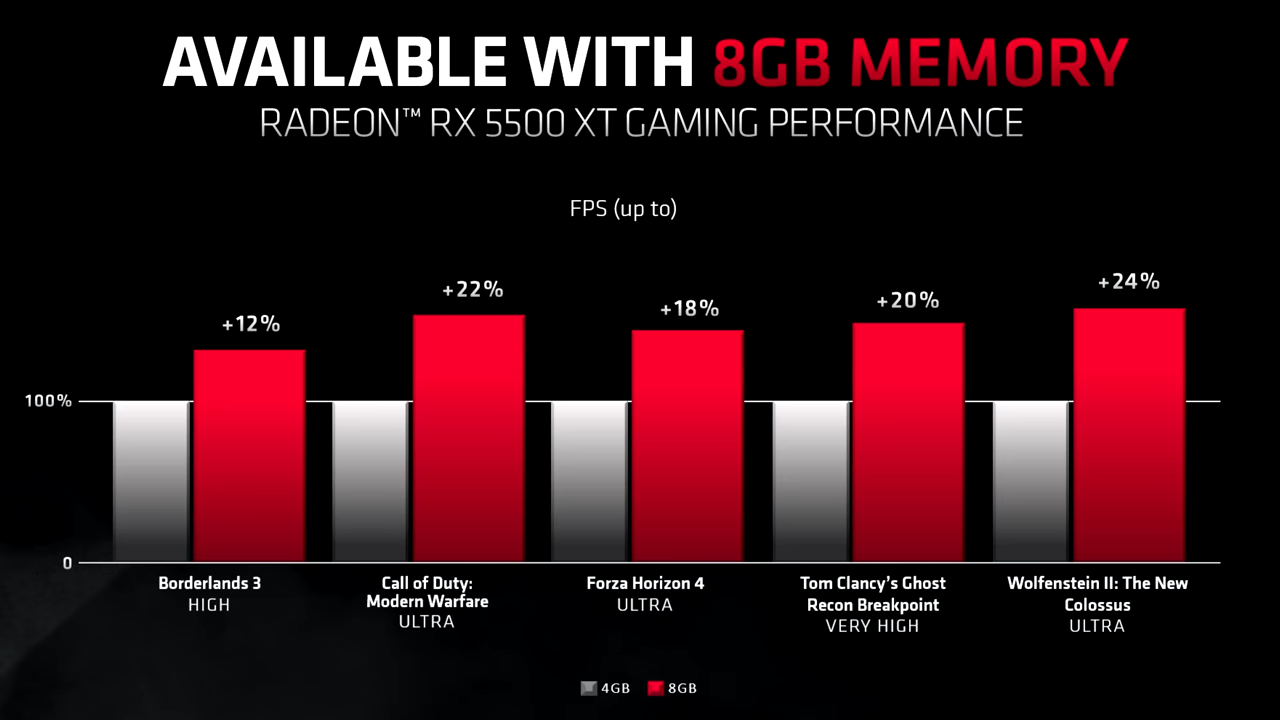 AVAILABLE WITH 8GB MEMORY
RADEON™ RX 5500 XT GAMING PERFORMANCE
FPS (up to)
+12%
+22%
+18%
+20%
+24%
100%
0
Borderlands 3
HIGH
Call of Duty:
Modern Warfare
ULTRA
Forza Horizon 4
ULTRA
Tom Clancy's Ghost
Recon Breakpoint
VERY HIGH
Wolfenstein II: The New
Colossus
ULTRA
4GB 8GB